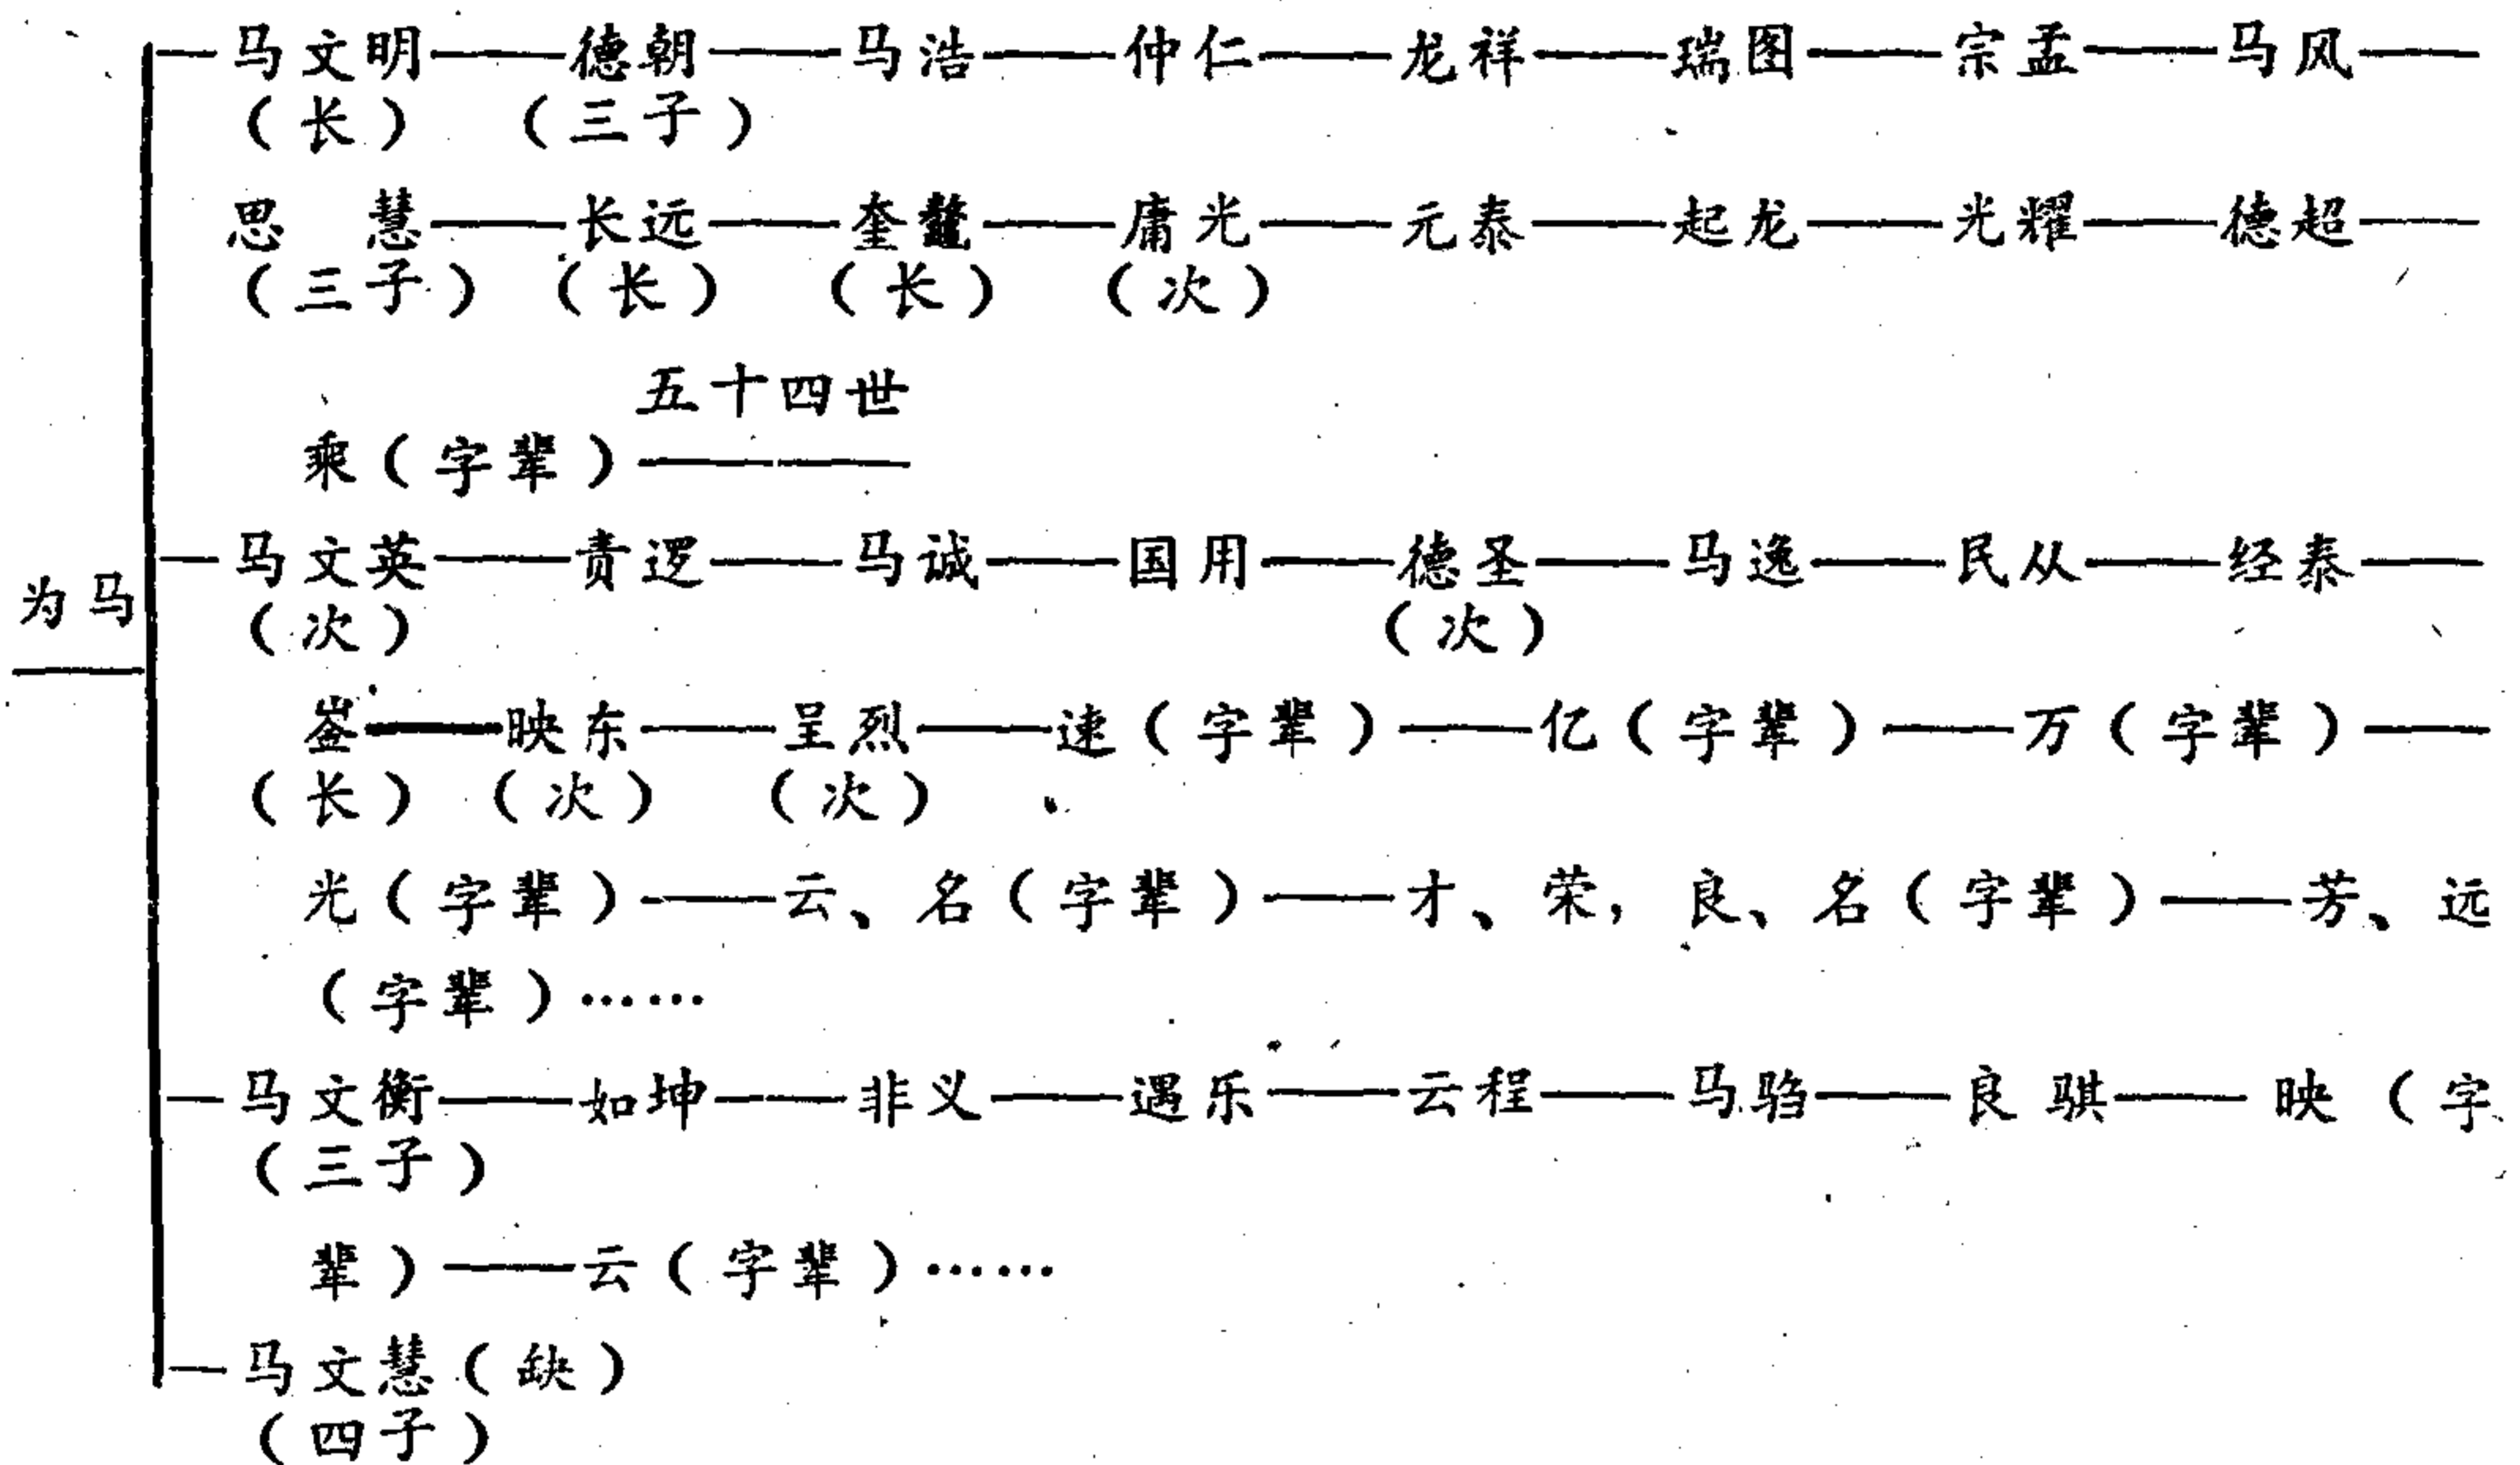 马文明——德朝——马浩——仲仁——龙祥——瑞图——宗孟——马风——
（长） （三子）
思 慧——长远——奎鳌——庸光——元泰——起龙——光耀——德超——
（三子） （长） （长） （次）
五十四世
乘（字辈）————
马文英——责逻——马诚——国用——德圣——马逸——民从——经泰——
为马
（次） （次）
崟——映东——呈烈——速（字辈）——亿（字辈）——万（字辈）——
（长） （次） （次）
光（字辈）——云、名（字辈）——才、荣，良、名（字辈）——芳、远
（字辈）……
马文衡——如坤——非义——遇乐——云程——马驺——良骐——映（字
（三子）
辈）——云（字辈）……
马文慧（缺）
（四子）